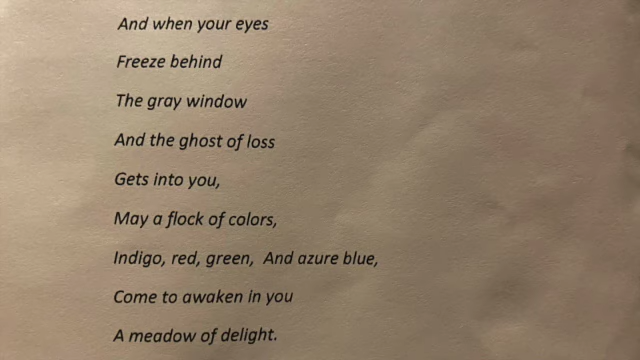 And when your eyes
Freeze behind
The gray window
And the ghost of loss
Gets into you,
May a flock of colors,
Indigo, red, green,  And azure blue,
Come to awaken in you
A meadow of delight.